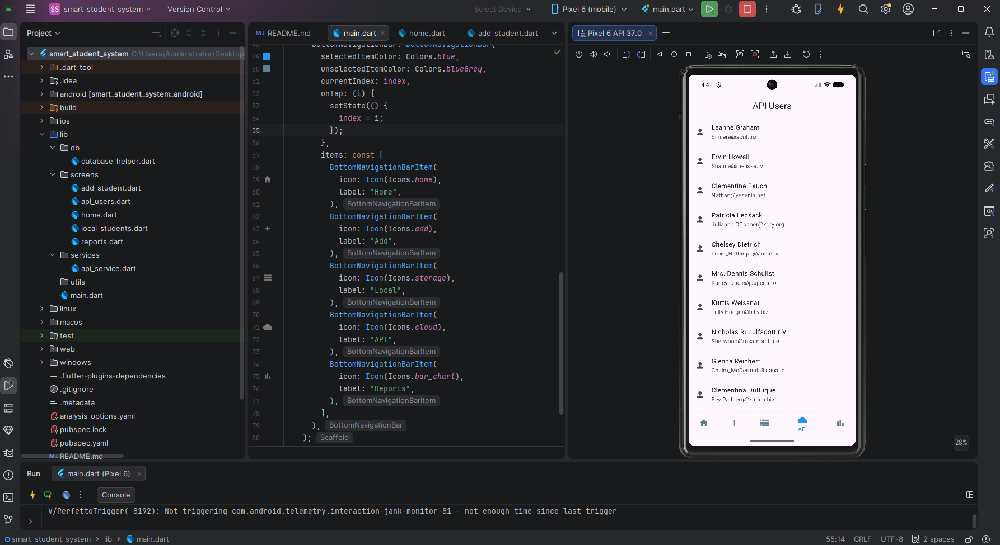 SS smart_student_system
Version Control
Select Device
Pixel 6 (mobile)
main.dart
Project
smart_student_system C:\Users\Administrator\Desktop
.dart_tool
.idea
android [smart_student_system_android]
build
ios
lib
db
database_helper.dart
screens
add_student.dart
api_users.dart
home.dart
local_students.dart
reports.dart
services
api_service.dart
utils
main.dart
linux
macos
test
web
windows
.flutter-plugins-dependencies
.gitignore
.metadata
analysis_options.yaml
pubspec.lock
pubspec.yaml
M↓ README.md
M↓ README.md
main.dart
home.dart
add_student.dart
48 bottomNavigationBar: BottomNavigationBar(
49 selectedItemColor: Colors.blue,
50 unselectedItemColor: Colors.blueGrey,
51 currentIndex: index,
52 onTap: (i) {
53 setState(() {
54 index = i;
55 });
56 },
57 items: const [
58 BottomNavigationBarItem(
59 icon: Icon(Icons.home),
60 label: "Home",
61 ), BottomNavigationBarItem
62 BottomNavigationBarItem(
63 icon: Icon(Icons.add),
64 label: "Add",
65 ), BottomNavigationBarItem
66 BottomNavigationBarItem(
67 icon: Icon(Icons.storage),
68 label: "Local",
69 ), BottomNavigationBarItem
70 BottomNavigationBarItem(
71 icon: Icon(Icons.cloud),
72 label: "API",
73 ), BottomNavigationBarItem
74 BottomNavigationBarItem(
75 icon: Icon(Icons.bar_chart),
76 label: "Reports",
77 ), BottomNavigationBarItem
78 ],
79 ), BottomNavigationBar
80 ); Scaffold
Pixel 6 API 37.0
4:41
API Users
Leanne Graham
Sincere@april.biz
Ervin Howell
Shanna@melissa.tv
Clementine Bauch
Nathan@yesenia.net
Patricia Lebsack
Julianne.OConner@kory.org
Chelsey Dietrich
Lucio_Hettinger@annie.ca
Mrs. Dennis Schulist
Karley_Dach@jasper.info
Kurtis Weissnat
Telly.Hoeger@billy.biz
Nicholas Runolfsdottir V
Sherwood@rosamond.me
Glenna Reichert
Chaim_McDermott@dana.io
Clementina DuBuque
Rey.Padberg@karina.biz
API
28%
Run
main.dart (Pixel 6)
Console
V/PerfettoTrigger( 8192): Not triggering com.android.telemetry.interaction-jank-monitor-81 - not enough time since last trigger
smart_student_system > lib > main.dart
55:14 CRLF UTF-8 2 spaces